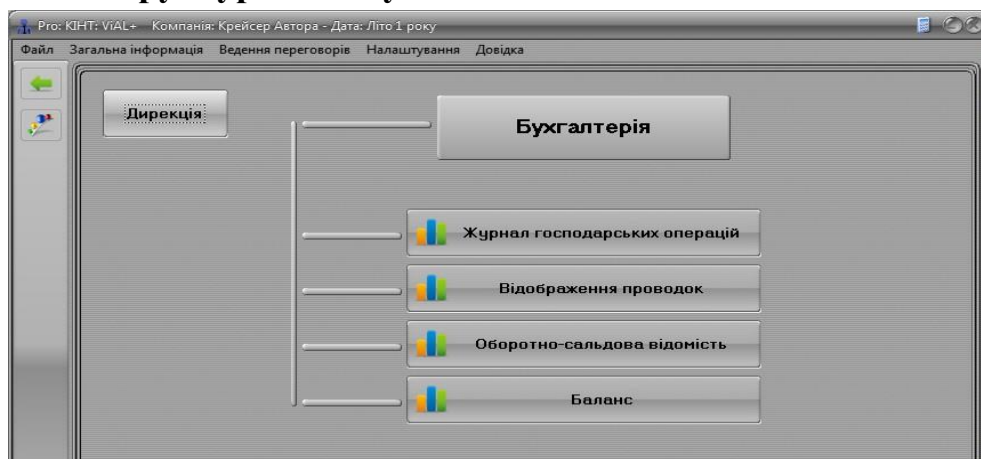 Pro: КІНТ: ViAL+ Компанія: Крейсер Автора - Дата: Літо 1 року
Файл Загальна інформація Ведення переговорів Налаштування Довідка
Дирекція
Бухгалтерія
Журнал господарських операцій
Відображення проводок
Оборотно-сальдова відомість
Баланс